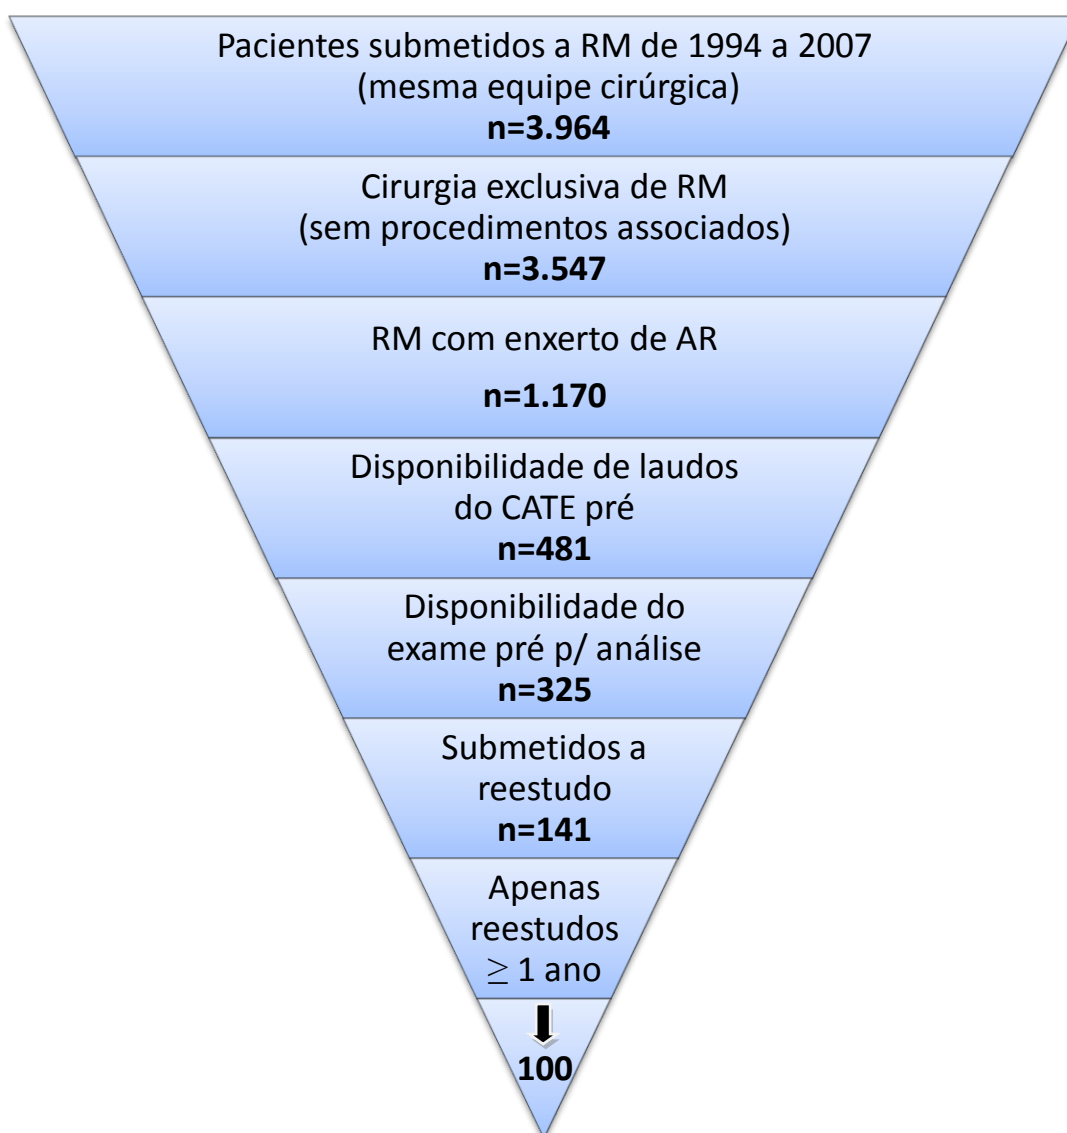 Pacientes submetidos a RM de 1994 a 2007
(mesma equipe cirúrgica)
n=3.964
Cirurgia exclusiva de RM
(sem procedimentos associados)
n=3.547
RM com enxerto de AR
n=1.170
Disponibilidade de laudos
do CATE pré
n=481
Disponibilidade do
exame pré p/ análise
n=325
Submetidos a
reestudo
n=141
Apenas
reestudos
≥ 1 ano
100